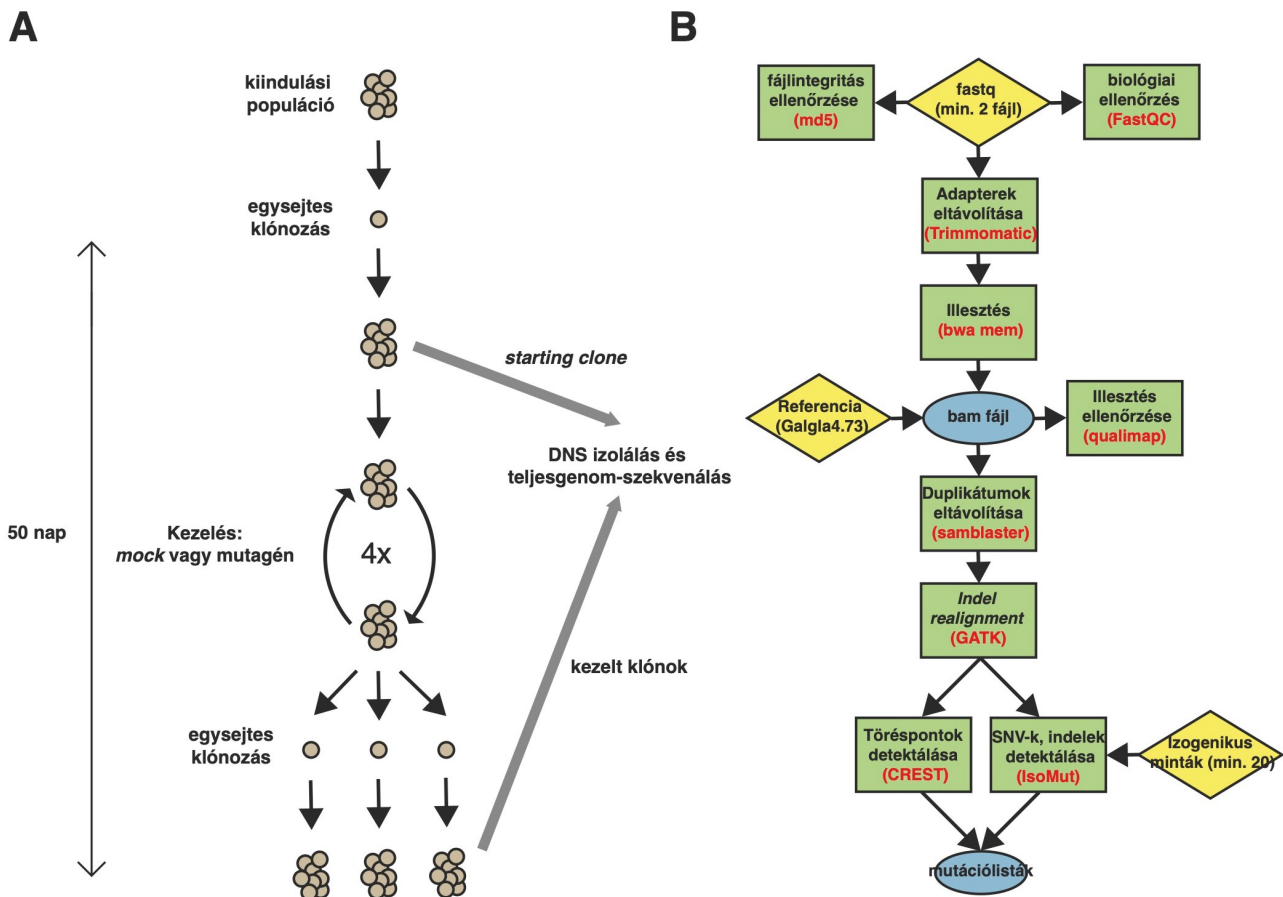 A
kiindulási
populáció
egysejtes
klónozás
starting clone
DNS izolálás és
teljesgenom-szekvenálás
50 nap
Kezelés:
mock vagy mutagén
4x
kezelt klónok
egysejtes
klónozás
B
fájlintegritás
ellenőrzése
(md5)
fastq
(min. 2 fájl)
biológiai
ellenőrzés
(FastQC)
Adapterek
eltávolítása
(Trimmomatic)
Illesztés
(bwa mem)
Referencia
(Galgla4.73)
bam fájl
Illesztés
ellenőrzése
(qualimap)
Duplikátumok
eltávolítása
(samblaster)
Indel
realignment
(GATK)
Töréspontok
detektálása
(CREST)
SNV-k, indelek
detektálása
(IsoMut)
Izogenikus
minták (min. 20)
mutációlisták